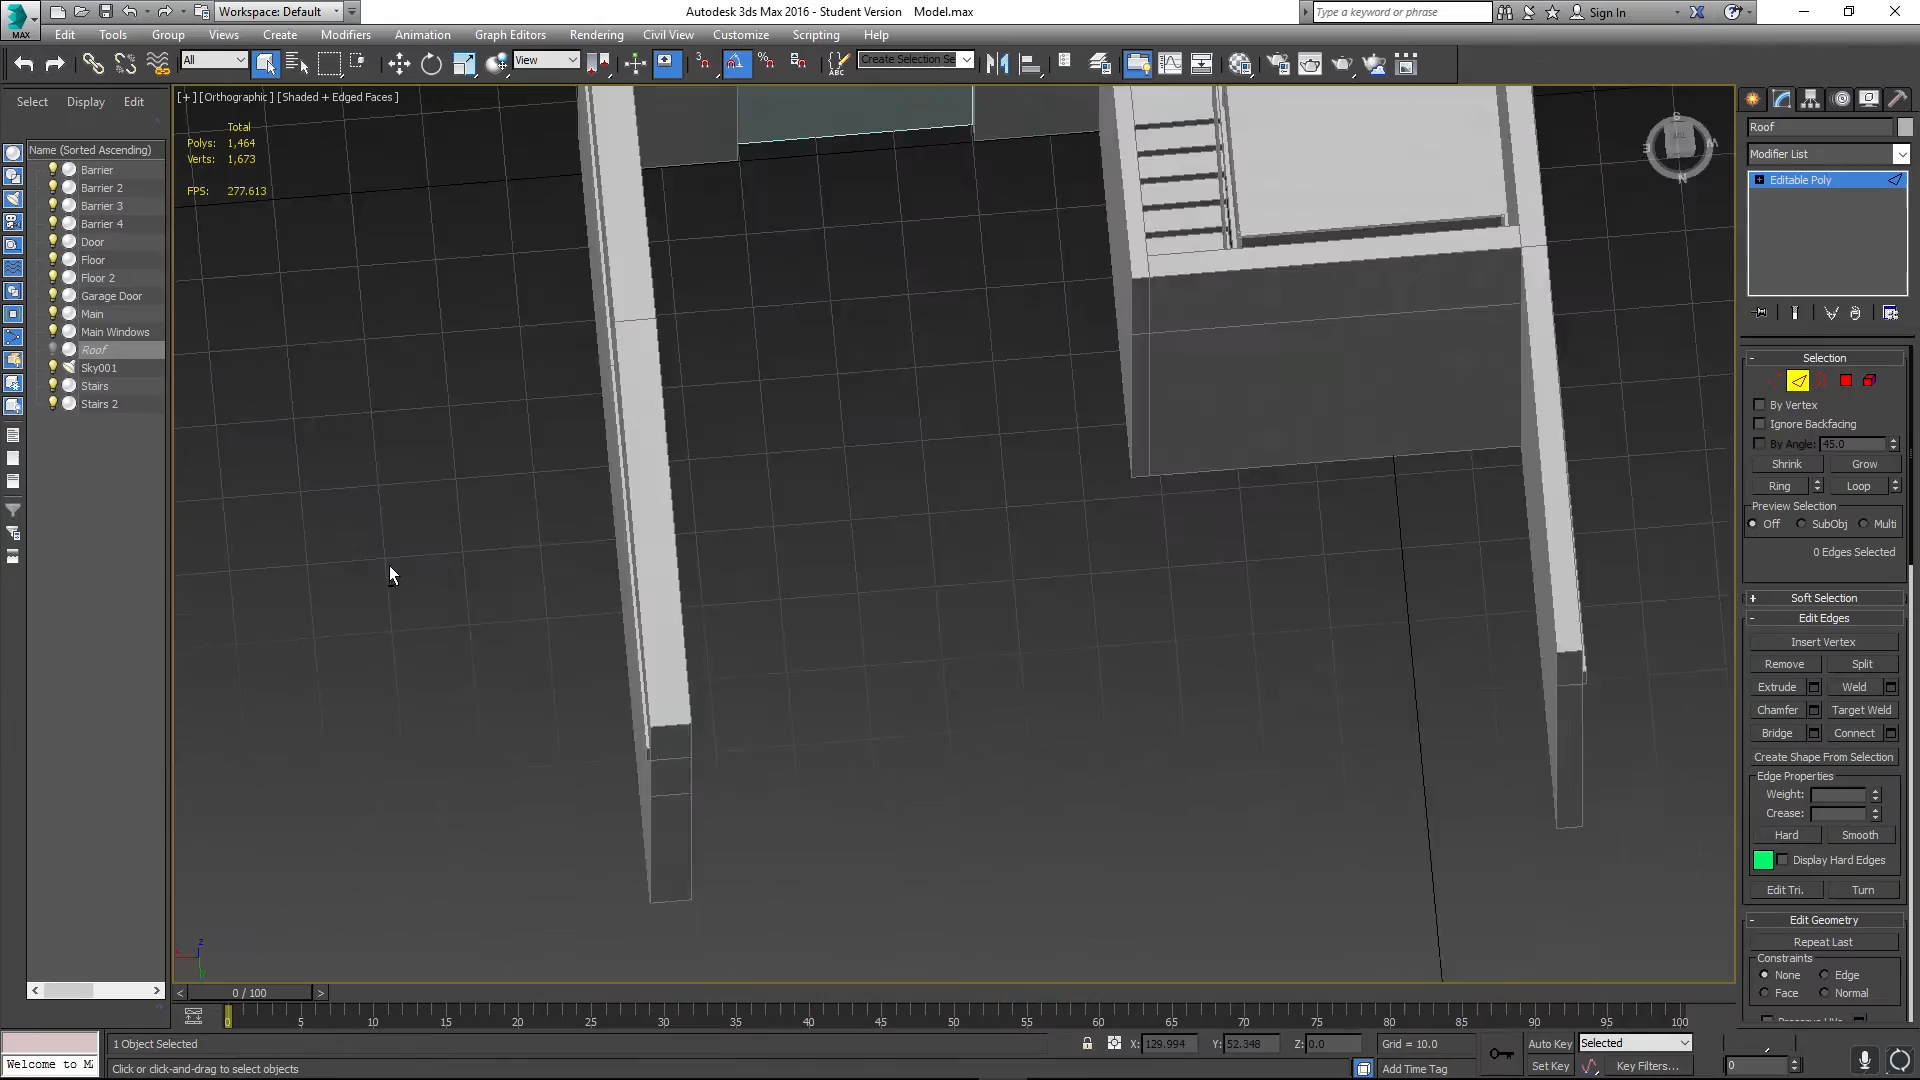 Workspace: Default
Autodesk 3ds Max 2016 - Student Version Model.max
Type a keyword or phrase
Sign In
MAX
Edit Tools Group Views Create Modifiers Animation Graph Editors Rendering Civil View Customize Scripting Help
All
View
3
ABC
Create Selection Se
Select Display Edit
Name (Sorted Ascending)
Barrier
Barrier 2
Barrier 3
Barrier 4
Door
Floor
Floor 2
Garage Door
Main
Main Windows
Roof
Sky001
Stairs
Stairs 2
[+] [Orthographic] [Shaded + Edged Faces]
Total
Polys: 1,464
Verts: 1,673
FPS: 277.613
S
E
W
N
z
Roof
Modifier List
Editable Poly
Selection
By Vertex
Ignore Backfacing
By Angle: 45.0
Shrink Grow
Ring Loop
Preview Selection
Off SubObj Multi
0 Edges Selected
Soft Selection
Edit Edges
Insert Vertex
Remove Split
Extrude Weld
Chamfer Target Weld
Bridge Connect
Create Shape From Selection
Edge Properties
Weight:
Crease:
Hard Smooth
Display Hard Edges
Edit Tri. Turn
Edit Geometry
Repeat Last
Constraints
None Edge
Face Normal
0 / 100
0 5 10 15 20 25 30 35 40 45 50 55 60 65 70 75 80 85 90 95 100
1 Object Selected
X: 129.994 Y: 52.348 Z: 0.0 Grid = 10.0
Auto Key Selected
Welcome to M
Click or click-and-drag to select objects
Add Time Tag
Set Key Key Filters... 0